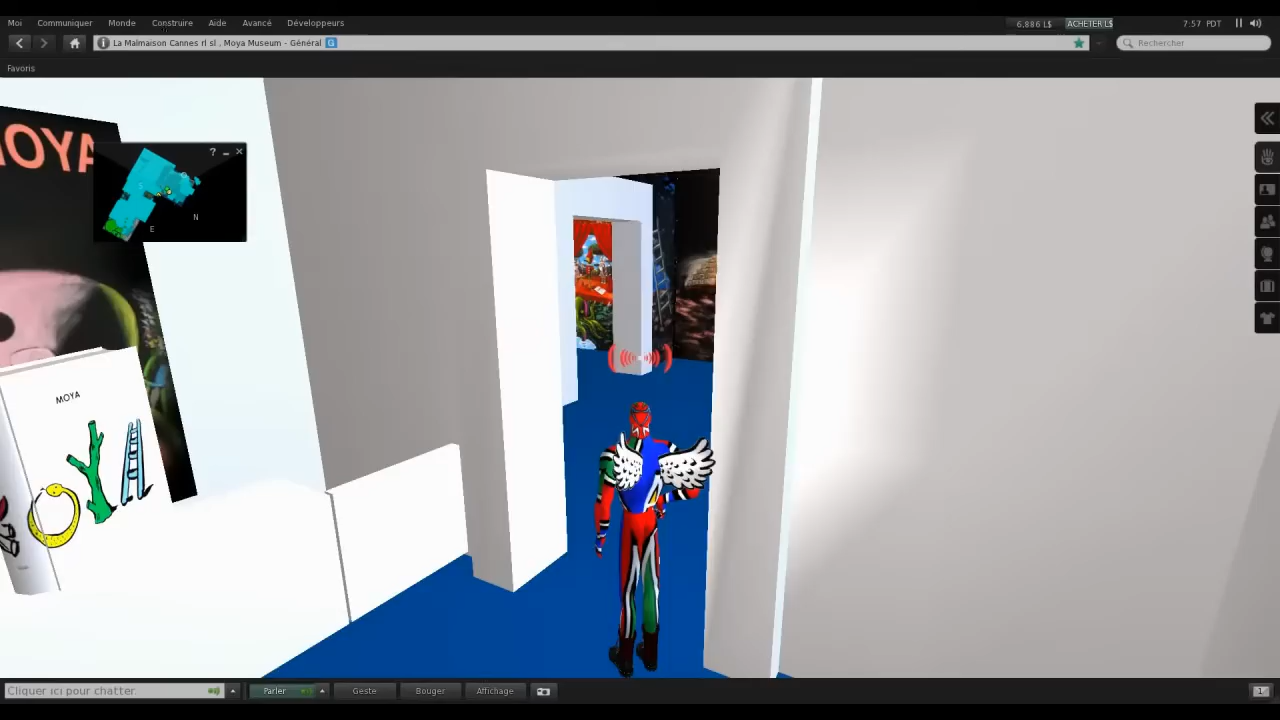 Moi Communiquer Monde Construire Aide Avancé Développeurs
6,886 L$ ACHETER L$ 7:57 PDT
La Malmaison Cannes rl sl , Moya Museum - Général G
Rechercher
Favoris
MOYA
? _ ×
S
N
E
MOYA
Cliquer ici pour chatter.
Parler Geste Bouger Affichage
1